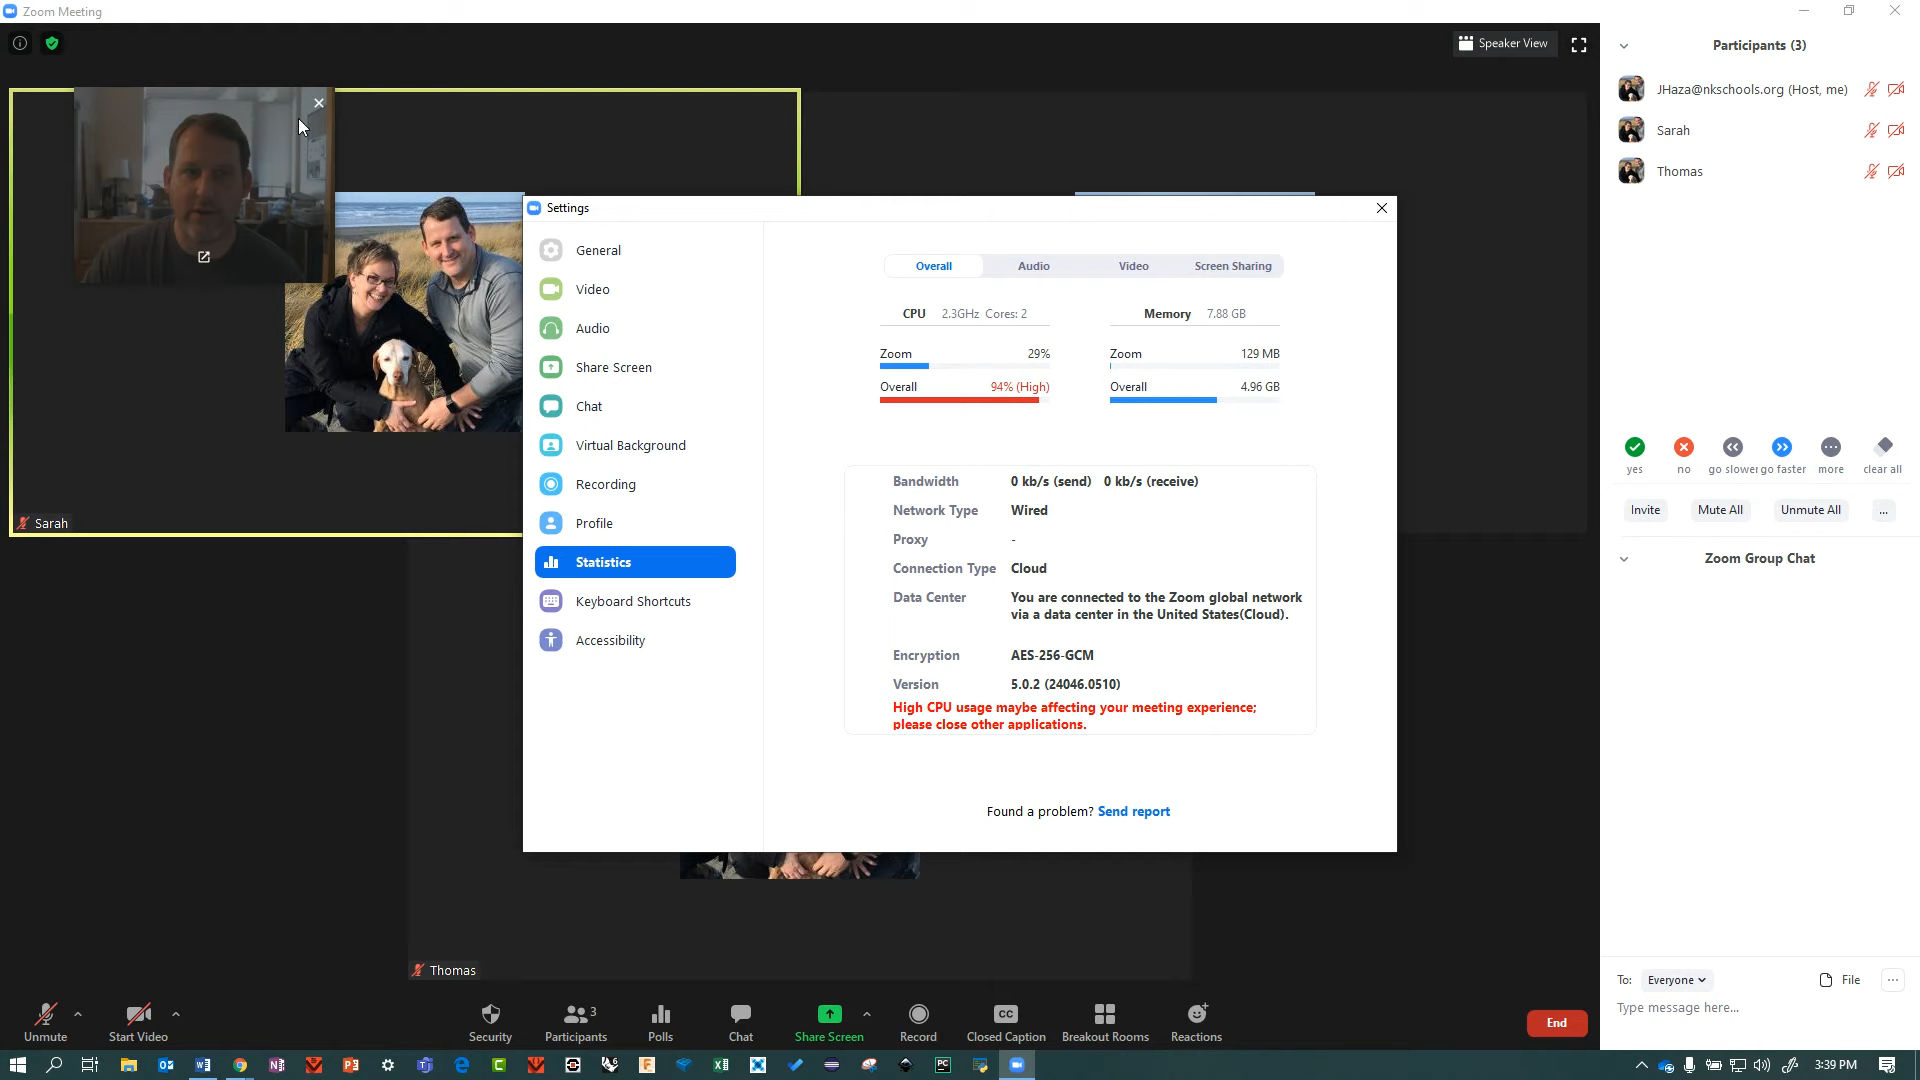 Zoom Meeting
Speaker View
Participants (3)
JHaza@nkschools.org (Host, me)
Sarah
Thomas
Settings
General
Video
Audio
Share Screen
Chat
Virtual Background
Recording
Profile
Statistics
Keyboard Shortcuts
Accessibility
Overall Audio Video Screen Sharing
CPU 2.3GHz Cores: 2 Memory 7.88 GB
Zoom 29% Zoom 129 MB
Overall 94% (High) Overall 4.96 GB
Bandwidth 0 kb/s (send) 0 kb/s (receive)
Network Type Wired
Proxy -
Connection Type Cloud
Data Center You are connected to the Zoom global network
via a data center in the United States(Cloud).
Encryption AES-256-GCM
Version 5.0.2 (24046.0510)
High CPU usage maybe affecting your meeting experience;
please close other applications.
Found a problem? Send report
Sarah
Thomas
yes no go slower go faster more clear all
Invite Mute All Unmute All ...
Zoom Group Chat
To: Everyone File ...
Type message here...
Unmute Start Video Security Participants 3 Polls Chat Share Screen CC Record Closed Caption Breakout Rooms Reactions End
3:39 PM